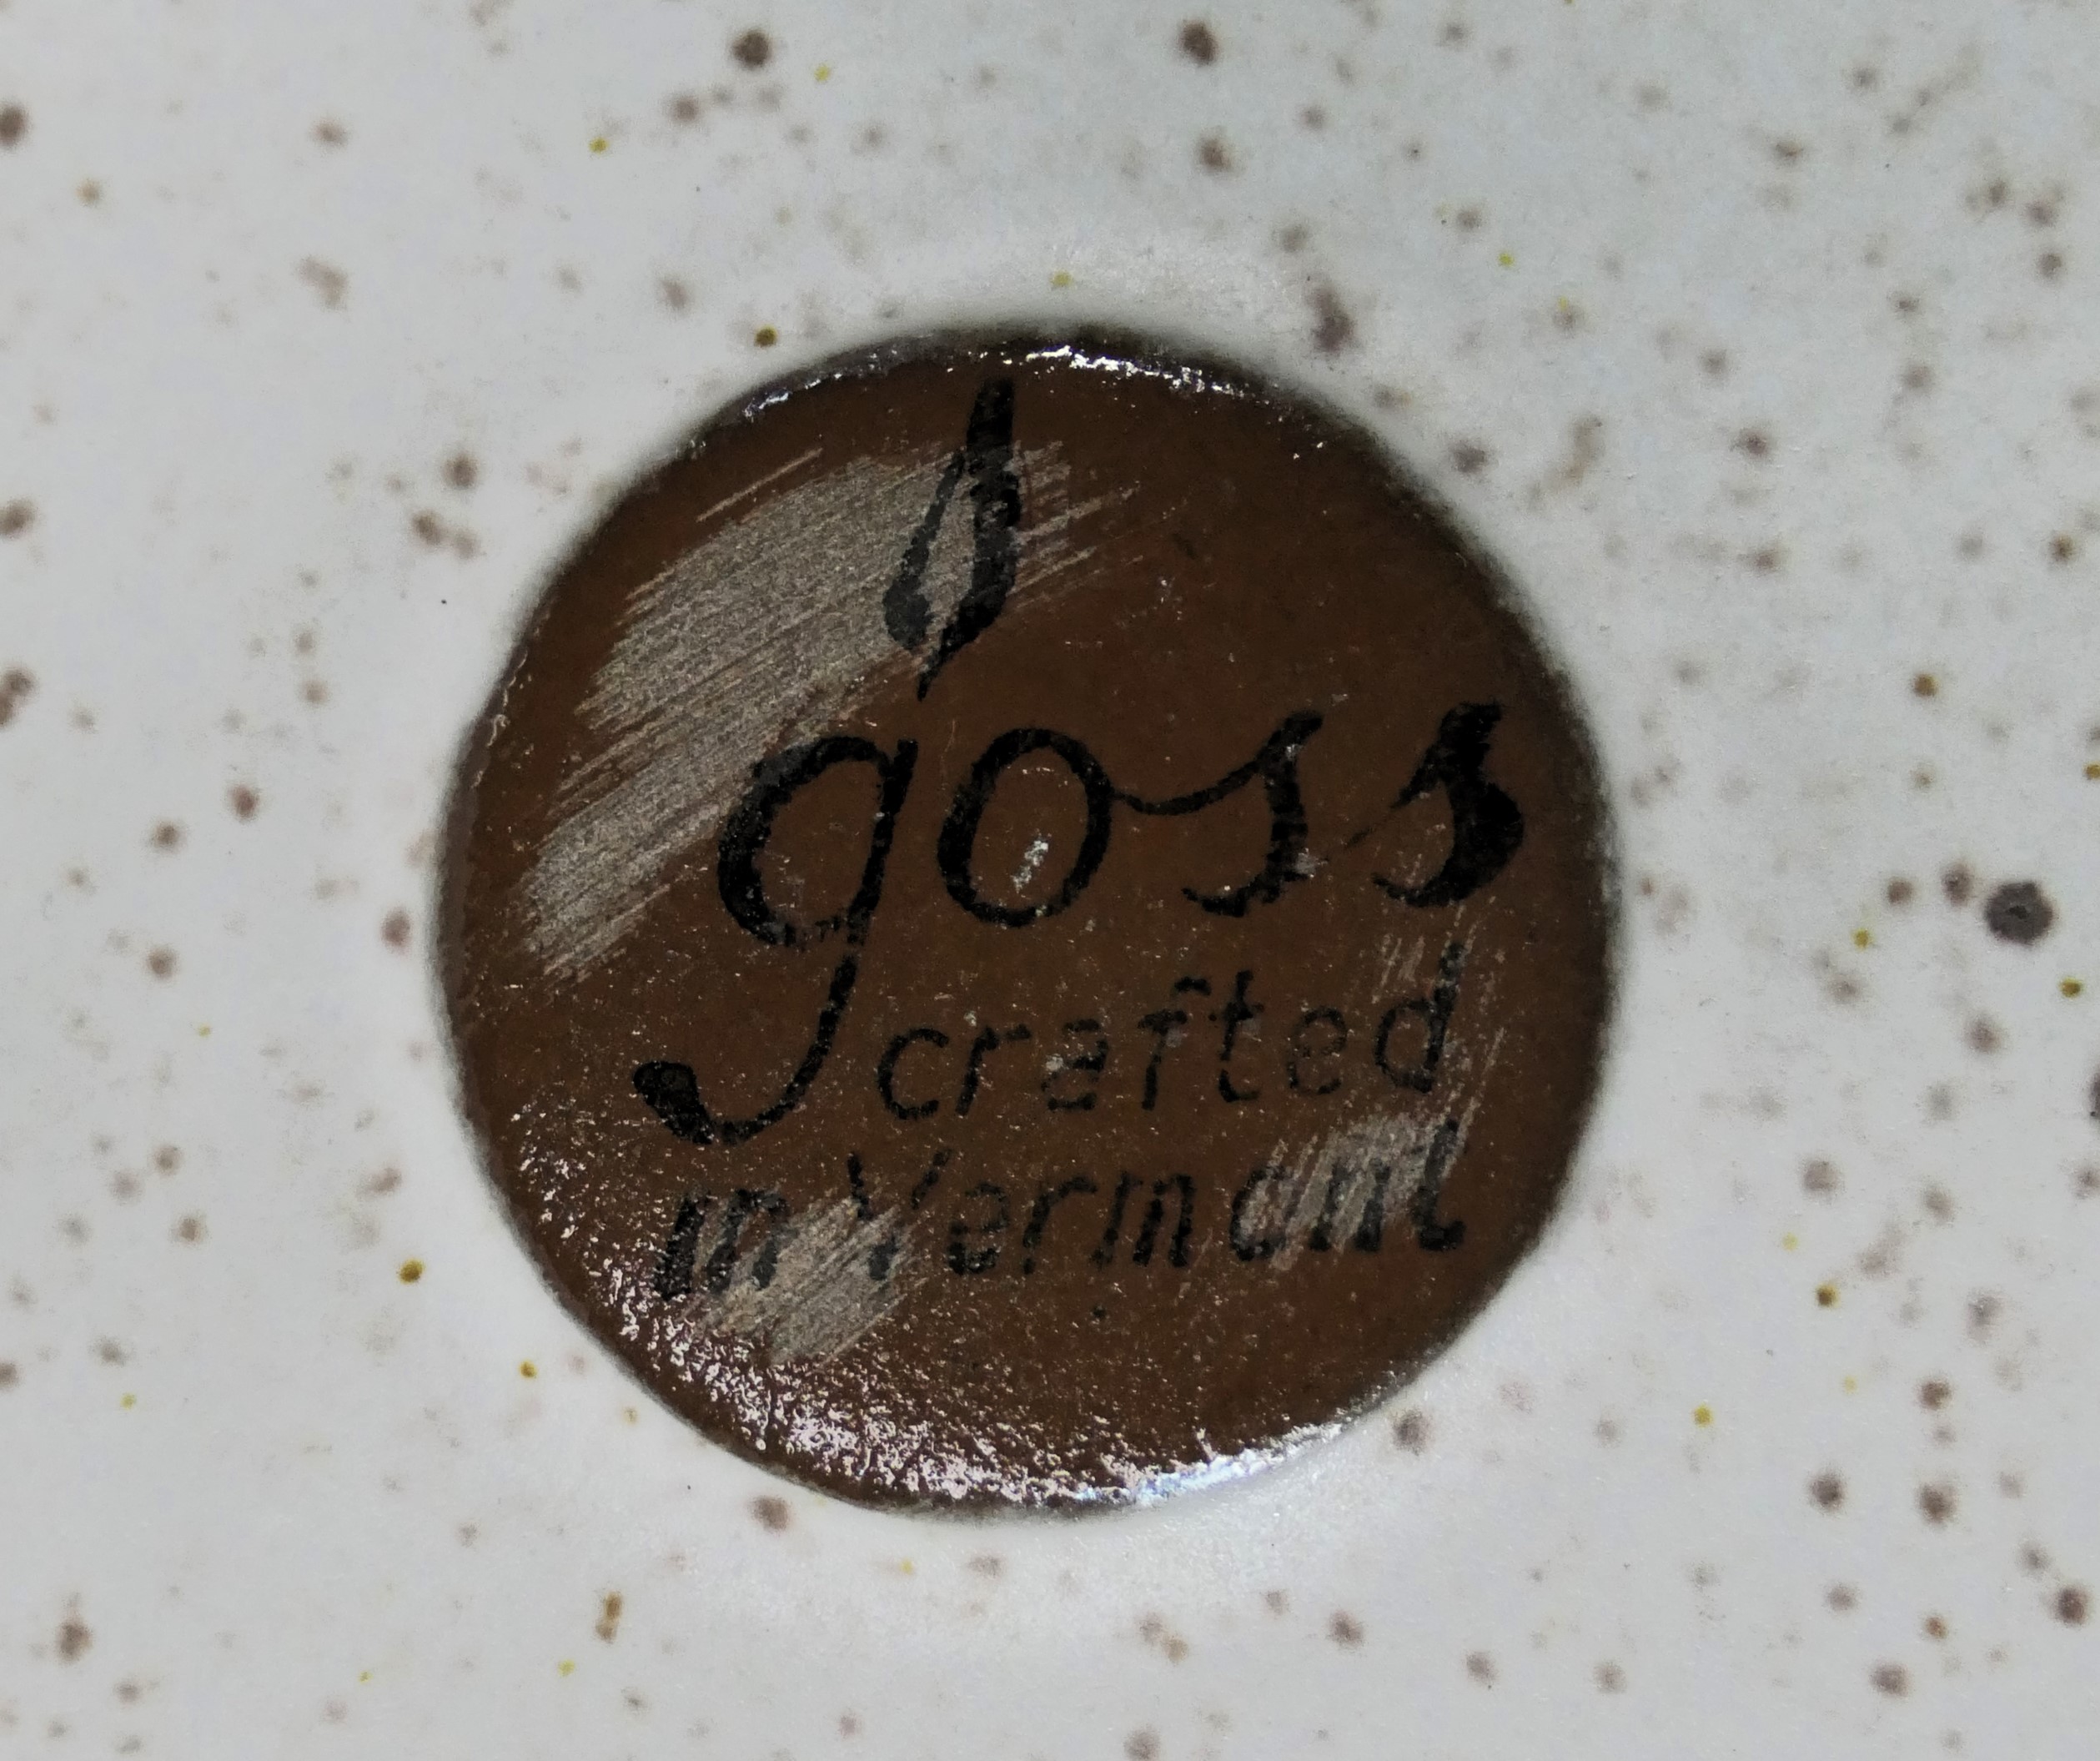 goss
crafted
in Vermont